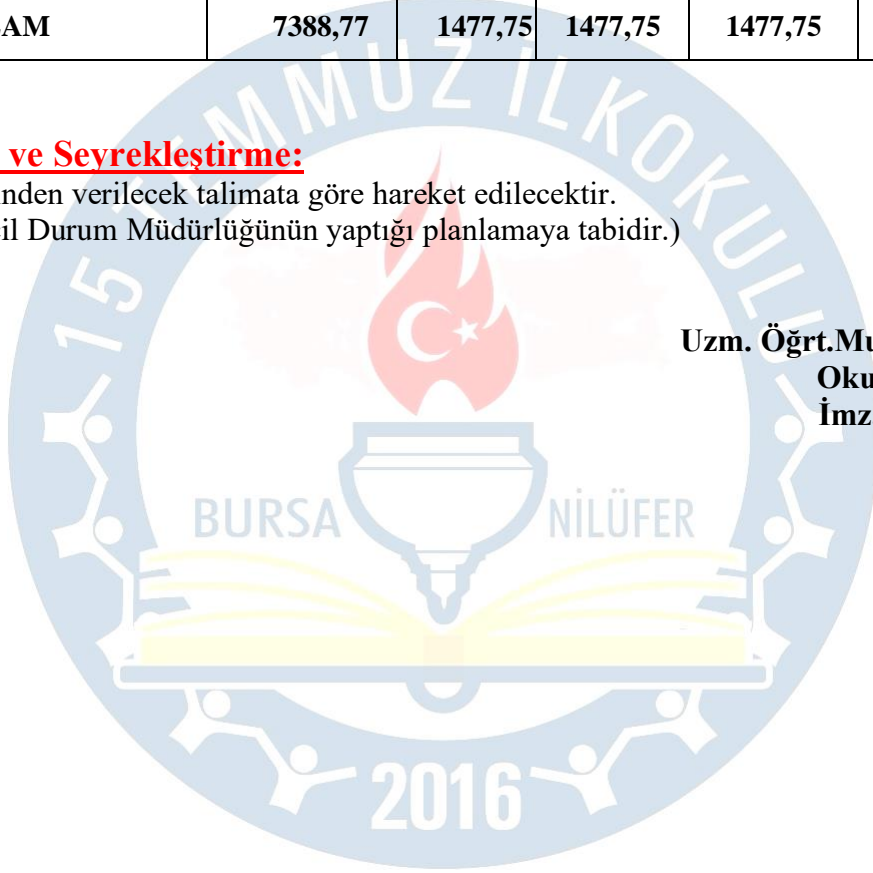 AM 7388,77 1477,75 1477,75 1477,75
ve Seyrekleştirme:
nden verilecek talimata göre hareket edilecektir.
il Durum Müdürlüğünün yaptığı planlamaya tabidir.)
Uzm. Öğrt.Mu
Oku
İmz
15 TEMMUZ İLKOKULU
BURSA NİLÜFER
2016